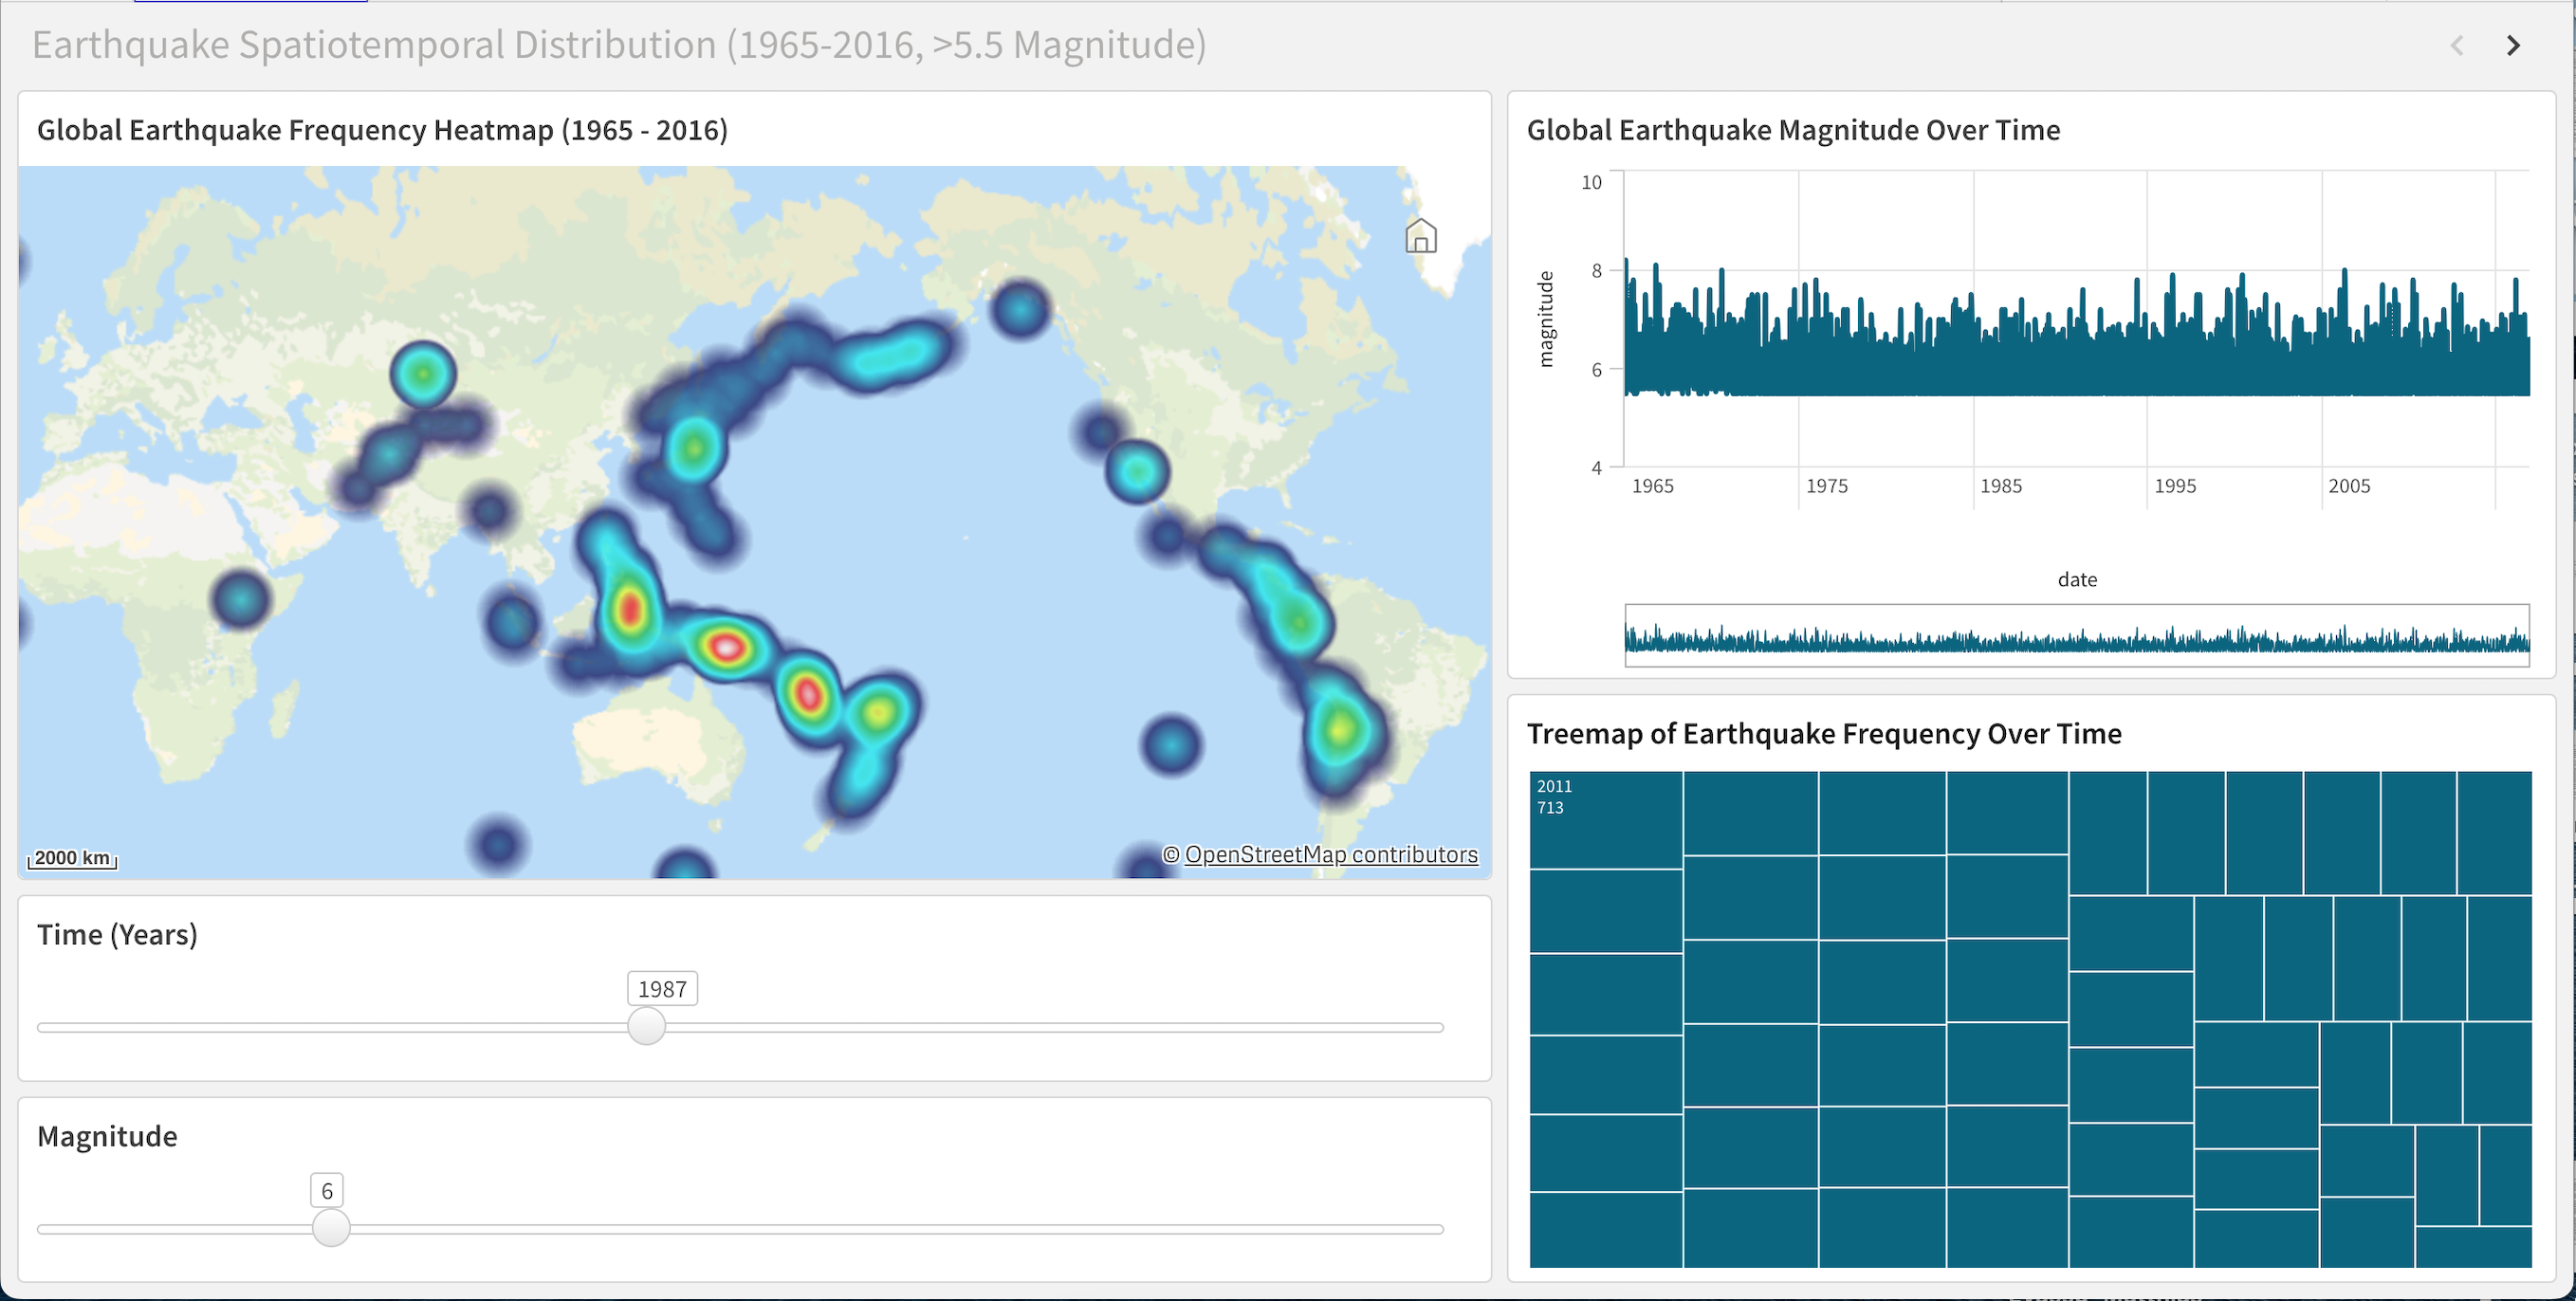 Earthquake Spatiotemporal Distribution (1965-2016, >5.5 Magnitude)
Global Earthquake Frequency Heatmap (1965 - 2016)
2000 km
© OpenStreetMap contributors
Time (Years)
1987
Magnitude
6
Global Earthquake Magnitude Over Time
10
8
6
4
magnitude
1965
1975
1985
1995
2005
date
Treemap of Earthquake Frequency Over Time
2011
713